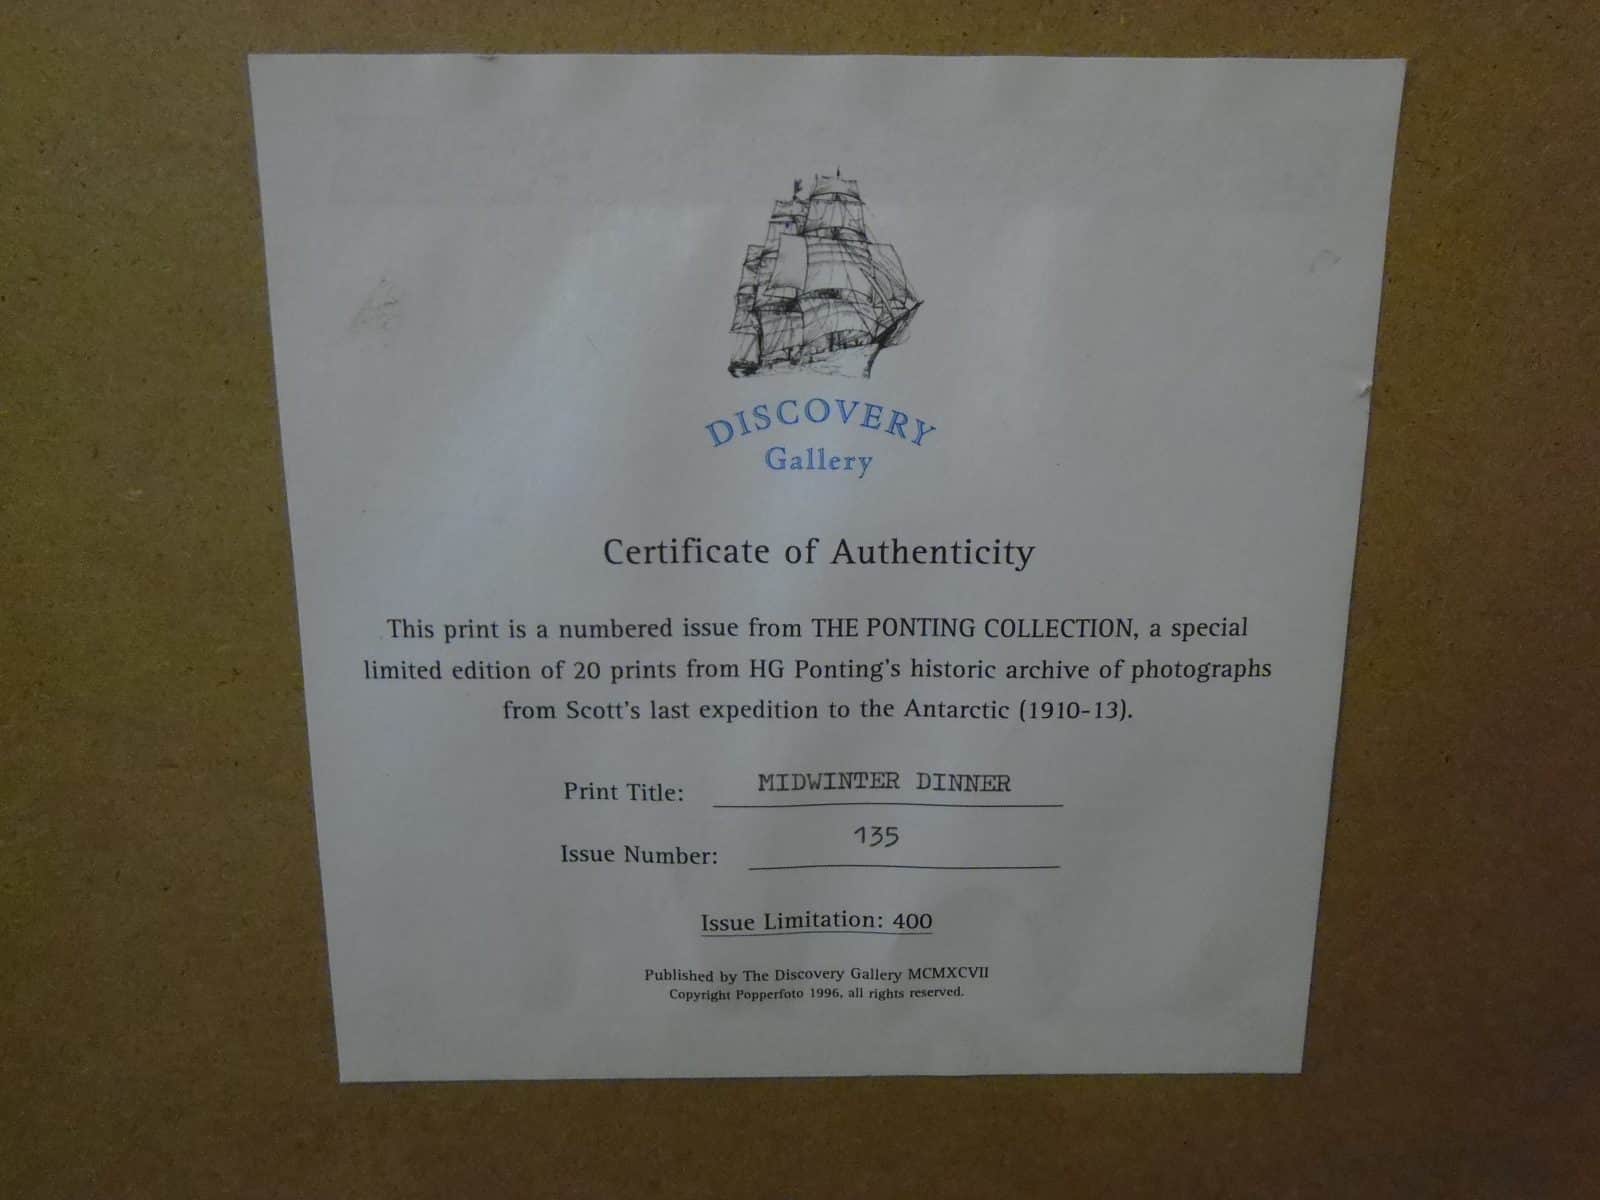 DISCOVERY
Gallery
Certificate of Authenticity
This print is a numbered issue from THE PONTING COLLECTION, a special
limited edition of 20 prints from HG Ponting's historic archive of photographs
from Scott's last expedition to the Antarctic (1910-13).
Print Title: MIDWINTER DINNER
Issue Number: 135
Issue Limitation: 400
Published by The Discovery Gallery MCMXCVII
Copyright Popperfoto 1996, all rights reserved.